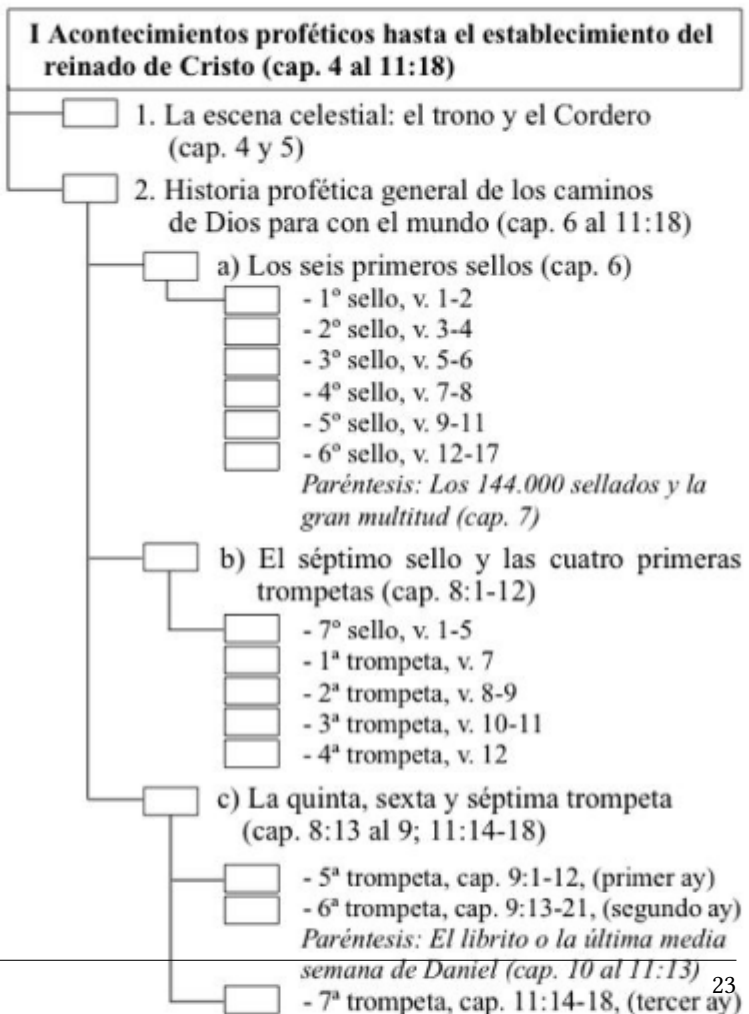 I Acontecimientos proféticos hasta el establecimiento del
reinado de Cristo (cap. 4 al 11:18)
1. La escena celestial: el trono y el Cordero
(cap. 4 y 5)
2. Historia profética general de los caminos
de Dios para con el mundo (cap. 6 al 11:18)
a) Los seis primeros sellos (cap. 6)
- 1º sello, v. 1-2
- 2º sello, v. 3-4
- 3º sello, v. 5-6
- 4º sello, v. 7-8
- 5º sello, v. 9-11
- 6º sello, v. 12-17
Paréntesis: Los 144.000 sellados y la
gran multitud (cap. 7)
b) El séptimo sello y las cuatro primeras
trompetas (cap. 8:1-12)
- 7º sello, v. 1-5
- 1ª trompeta, v. 7
- 2ª trompeta, v. 8-9
- 3ª trompeta, v. 10-11
- 4ª trompeta, v. 12
c) La quinta, sexta y séptima trompeta
(cap. 8:13 al 9; 11:14-18)
- 5ª trompeta, cap. 9:1-12, (primer ay)
- 6ª trompeta, cap. 9:13-21, (segundo ay)
Paréntesis: El librito o la última media
semana de Daniel (cap. 10 al 11:13)
23
- 7ª trompeta, cap. 11:14-18, (tercer ay)